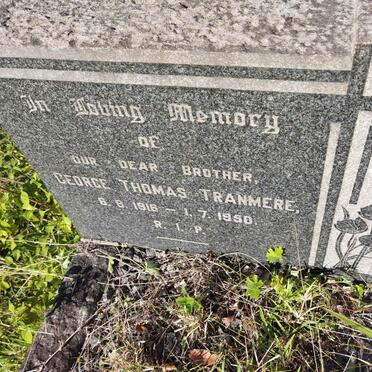 In Loving Memory
OF
OUR DEAR BROTHER,
GEORGE THOMAS TRANMERE,
6. 9. 1916 — 1. 7. 1950.
R. I. P.